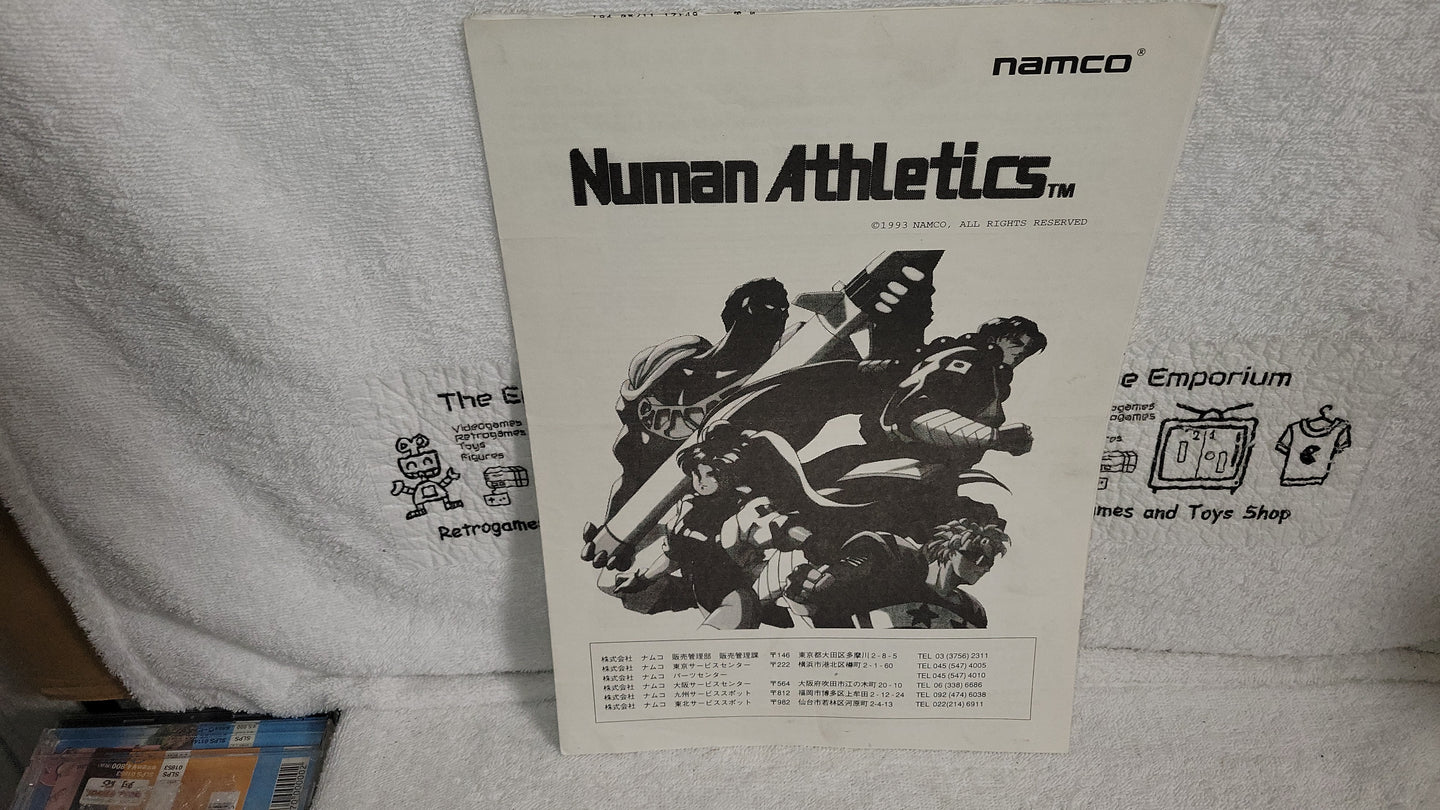 namco®
Numan Athletics™
©1993 NAMCO, ALL RIGHTS RESERVED
The E
Videogames
Retrogames
Toys
Figures
Retrogame
e Emporium
ogames
ogames
mes and Toys Shop
株式会社 ナムコ 販売管理部 販売管理課 〒146 東京都大田区多摩川2-8-5 TEL 03 (3756) 2311
株式会社 ナムコ 東京サービスセンター 〒222 横浜市港北区樽町2-1-60 TEL 045 (547) 4005
株式会社 ナムコ パーツセンター 〃 TEL 045 (547) 4010
株式会社 ナムコ 大阪サービスセンター 〒564 大阪府吹田市江の木町20-10 TEL 06 (338) 6686
株式会社 ナムコ 九州サービススポット 〒812 福岡市博多区上牟田2-12-24 TEL 092 (474) 6038
株式会社 ナムコ 東北サービススポット 〒982 仙台市若林区河原町2-4-13 TEL 022(214) 6911
SLPS 01853
SLPS
01853